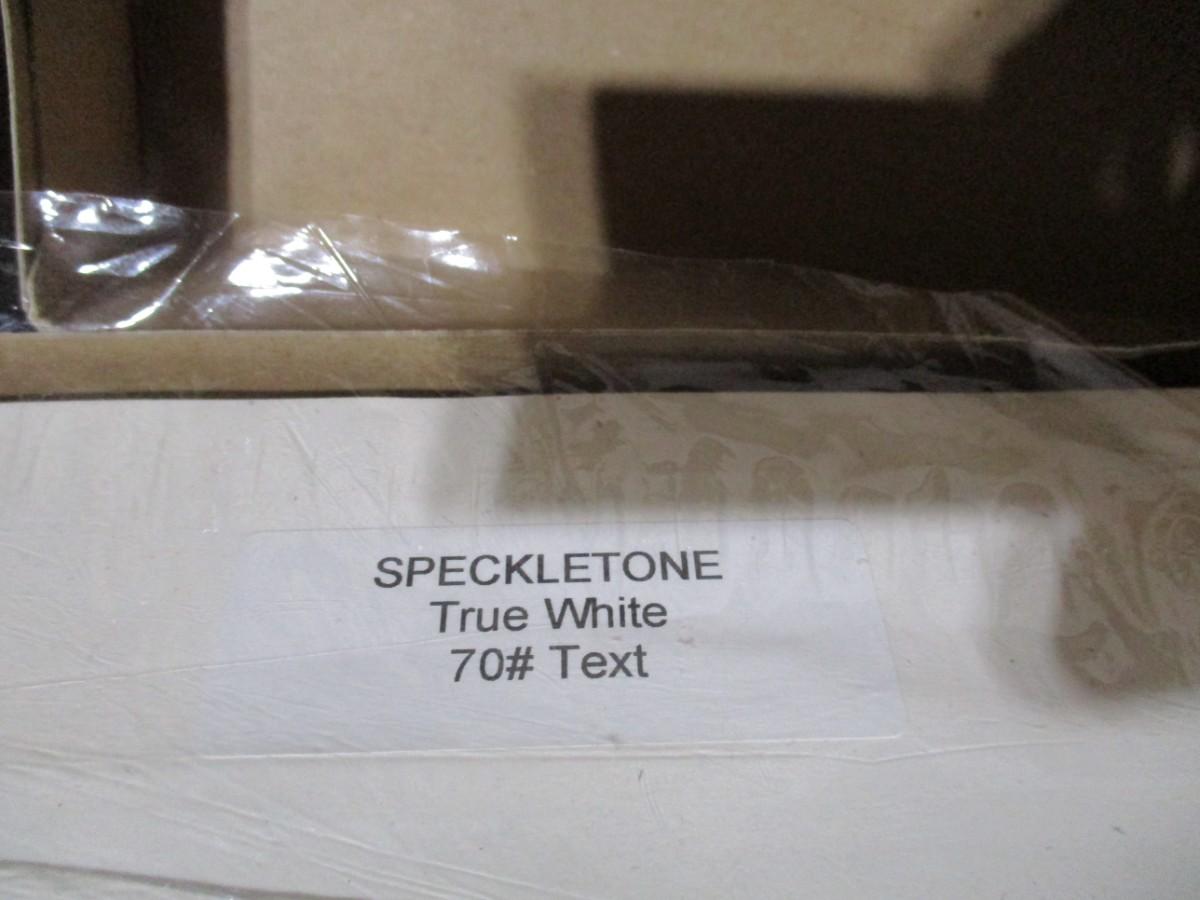 SPECKLETONE
True White
70# Text